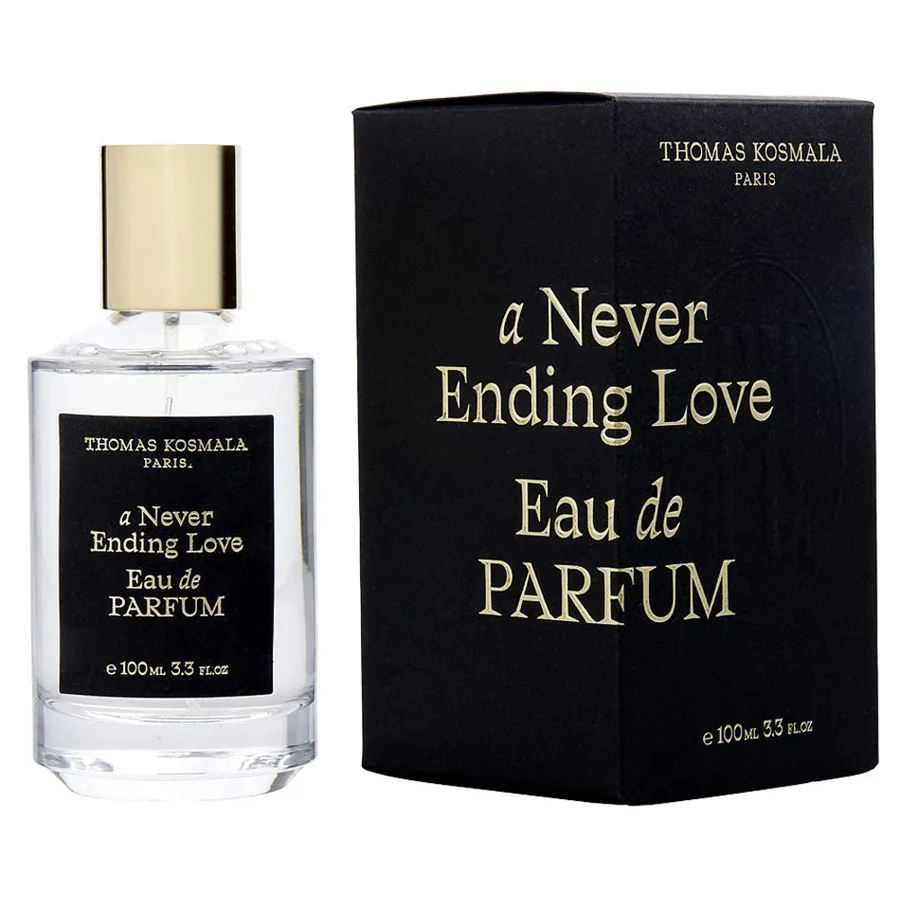 THOMAS KOSMALA
PARIS.
a Never
Ending Love
Eau de
PARFUM
e 100ML 3.3 FL.OZ
THOMAS KOSMALA
PARIS
a Never
Ending Love
Eau de
PARFUM
e 100ML 3.3 FL.OZ